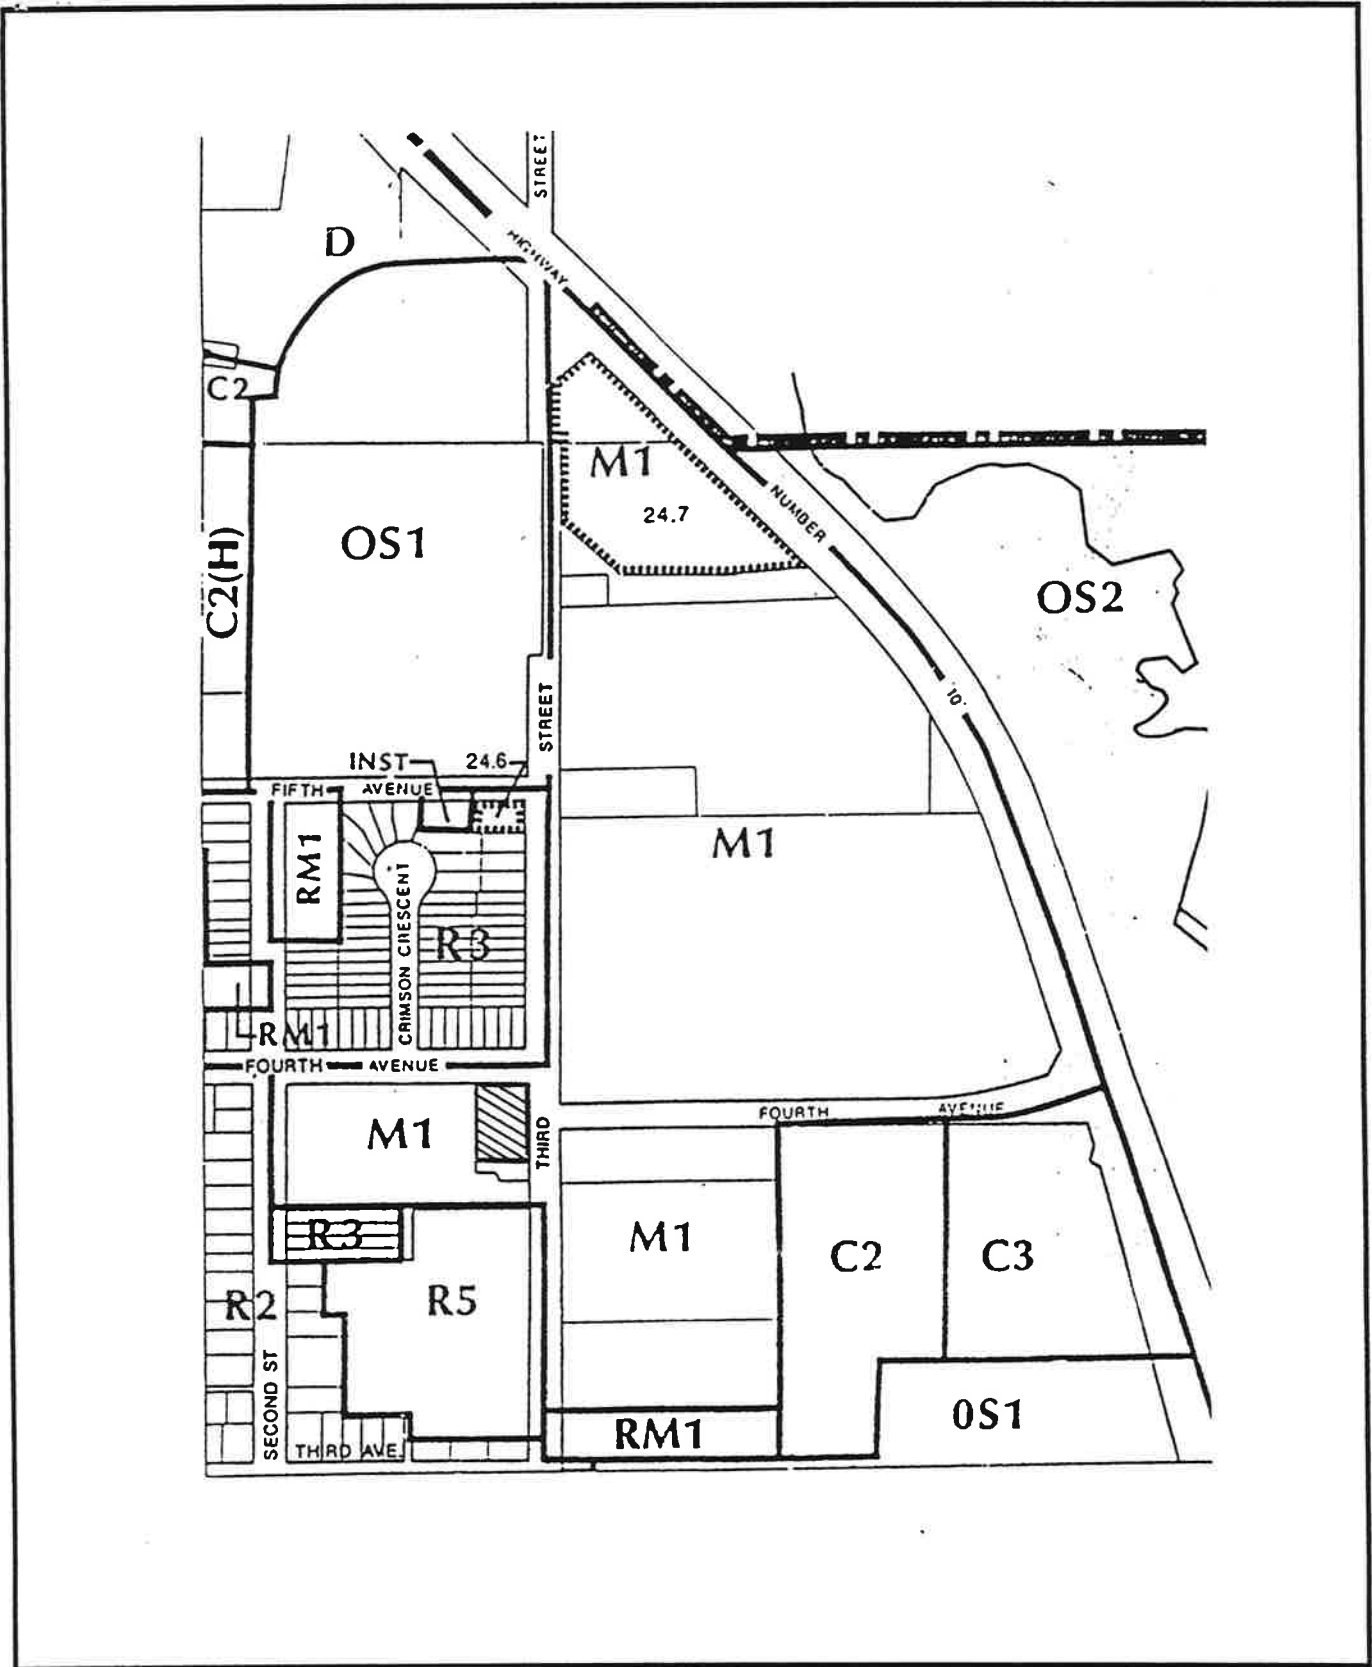 STREET
D
HIGHWAY
C2
M1
24.7
NUMBER
C2(H)
OS1
OS2
10
STREET
INST
24.6
FIFTH AVENUE
RM1
M1
CRIMSON CRESCENT
R3
RM1
FOURTH AVENUE
FOURTH AVENUE
M1
THIRD
R3
M1
C2
C3
R2
R5
SECOND ST
0S1
RM1
THIRD AVE.